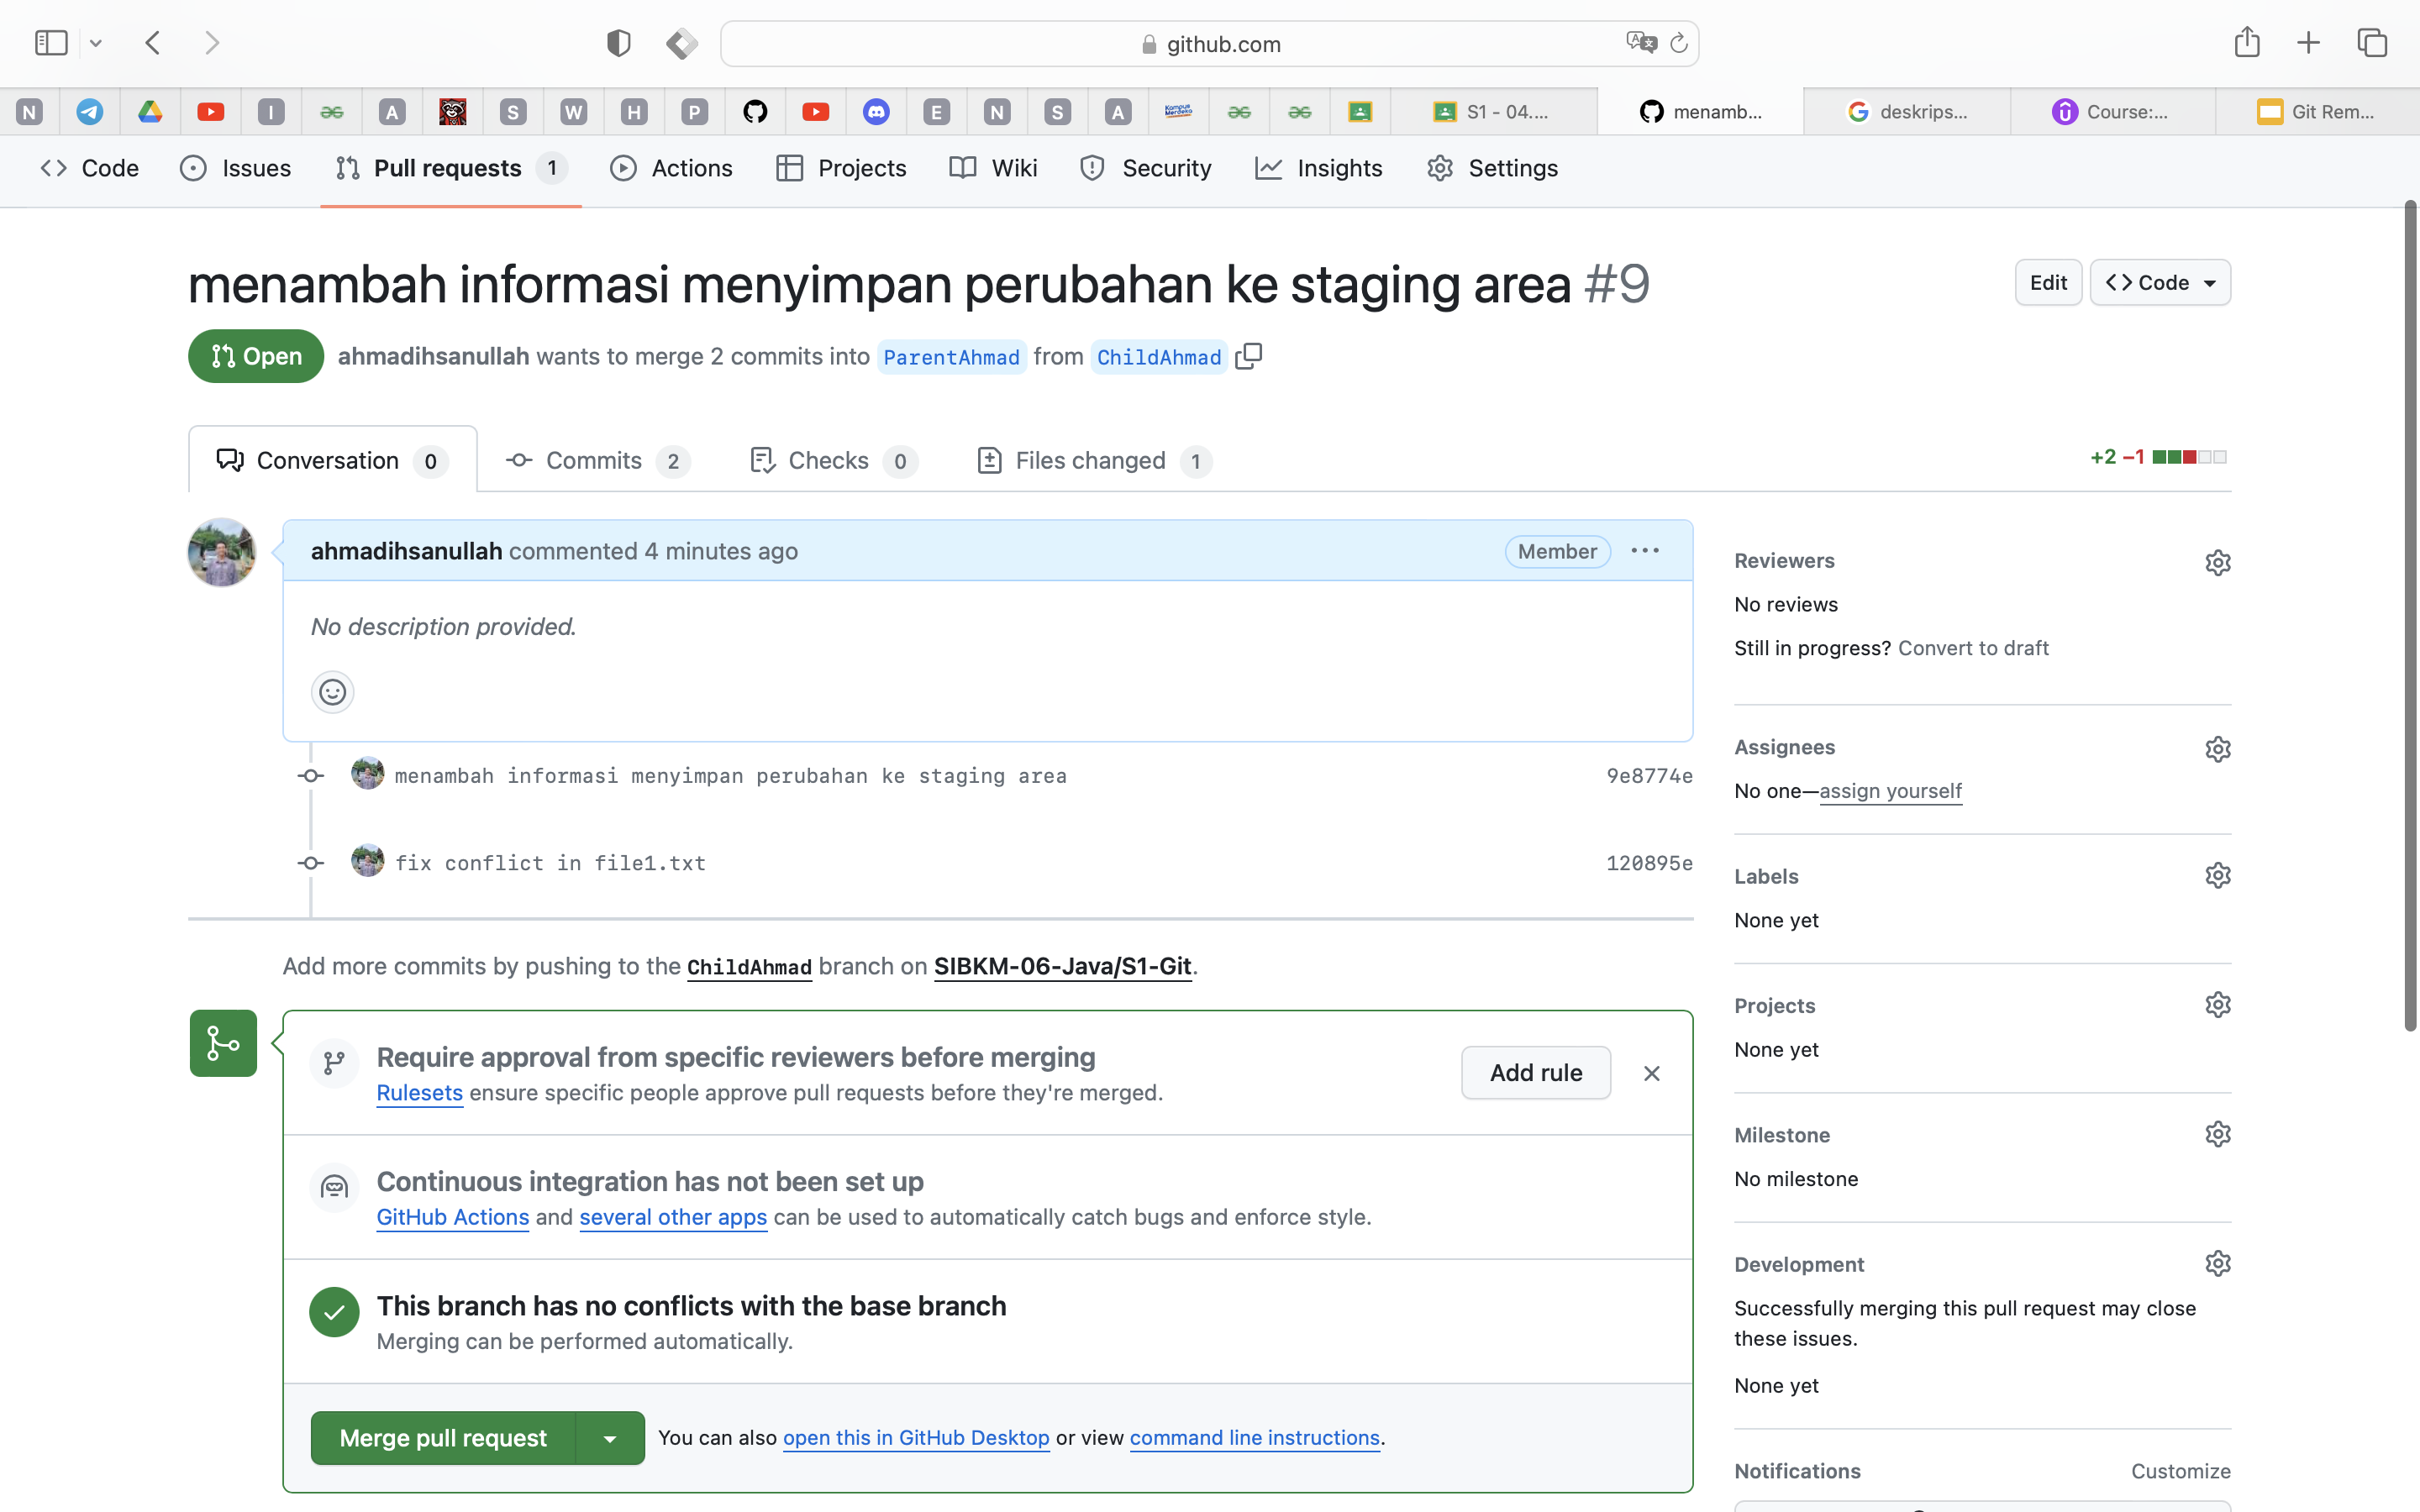 github.com
N
I
A
S
W
H
P
E
N
S
A
Kampus Merdeka
S1 - 04....
menamb...
deskrips...
Course:...
Git Rem...
Code
Issues
Pull requests 1
Actions
Projects
Wiki
Security
Insights
Settings
menambah informasi menyimpan perubahan ke staging area #9
Edit
Code
Open
ahmadihsanullah wants to merge 2 commits into ParentAhmad from ChildAhmad
Conversation 0
Commits 2
Checks 0
Files changed 1
+2 −1
ahmadihsanullah commented 4 minutes ago
Member
No description provided.
menambah informasi menyimpan perubahan ke staging area 9e8774e
fix conflict in file1.txt 120895e
Add more commits by pushing to the ChildAhmad branch on SIBKM-06-Java/S1-Git.
Require approval from specific reviewers before merging
Rulesets ensure specific people approve pull requests before they're merged.
Add rule
Continuous integration has not been set up
GitHub Actions and several other apps can be used to automatically catch bugs and enforce style.
This branch has no conflicts with the base branch
Merging can be performed automatically.
Merge pull request
You can also open this in GitHub Desktop or view command line instructions.
Reviewers
No reviews
Still in progress? Convert to draft
Assignees
No one—assign yourself
Labels
None yet
Projects
None yet
Milestone
No milestone
Development
Successfully merging this pull request may close
these issues.
None yet
Notifications
Customize